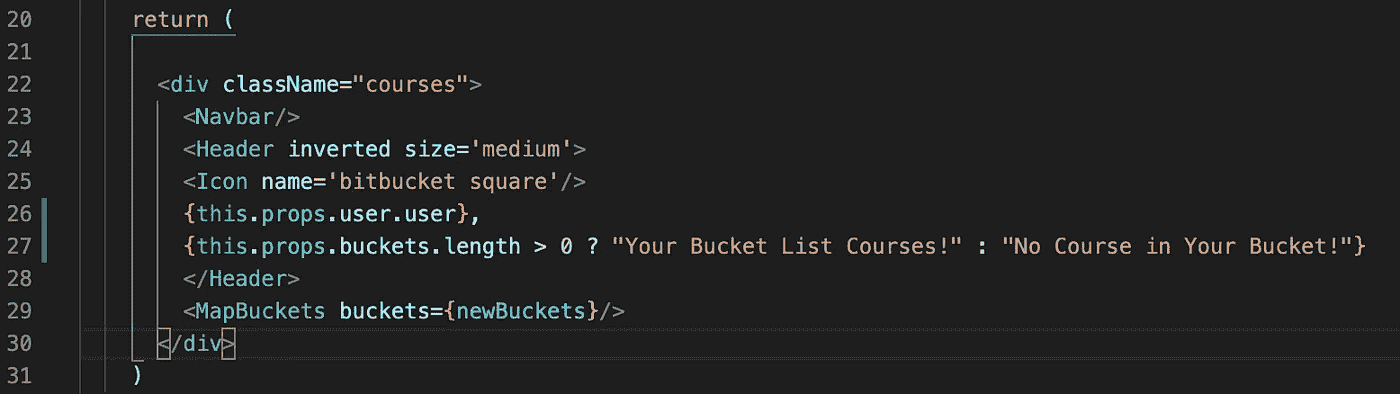 20 return (
21
22 <div className="courses">
23 <Navbar/>
24 <Header inverted size='medium'>
25 <Icon name='bitbucket square'/>
26 {this.props.user.user},
27 {this.props.buckets.length > 0 ? "Your Bucket List Courses!" : "No Course in Your Bucket!"}
28 </Header>
29 <MapBuckets buckets={newBuckets}/>
30 </div>
31 )